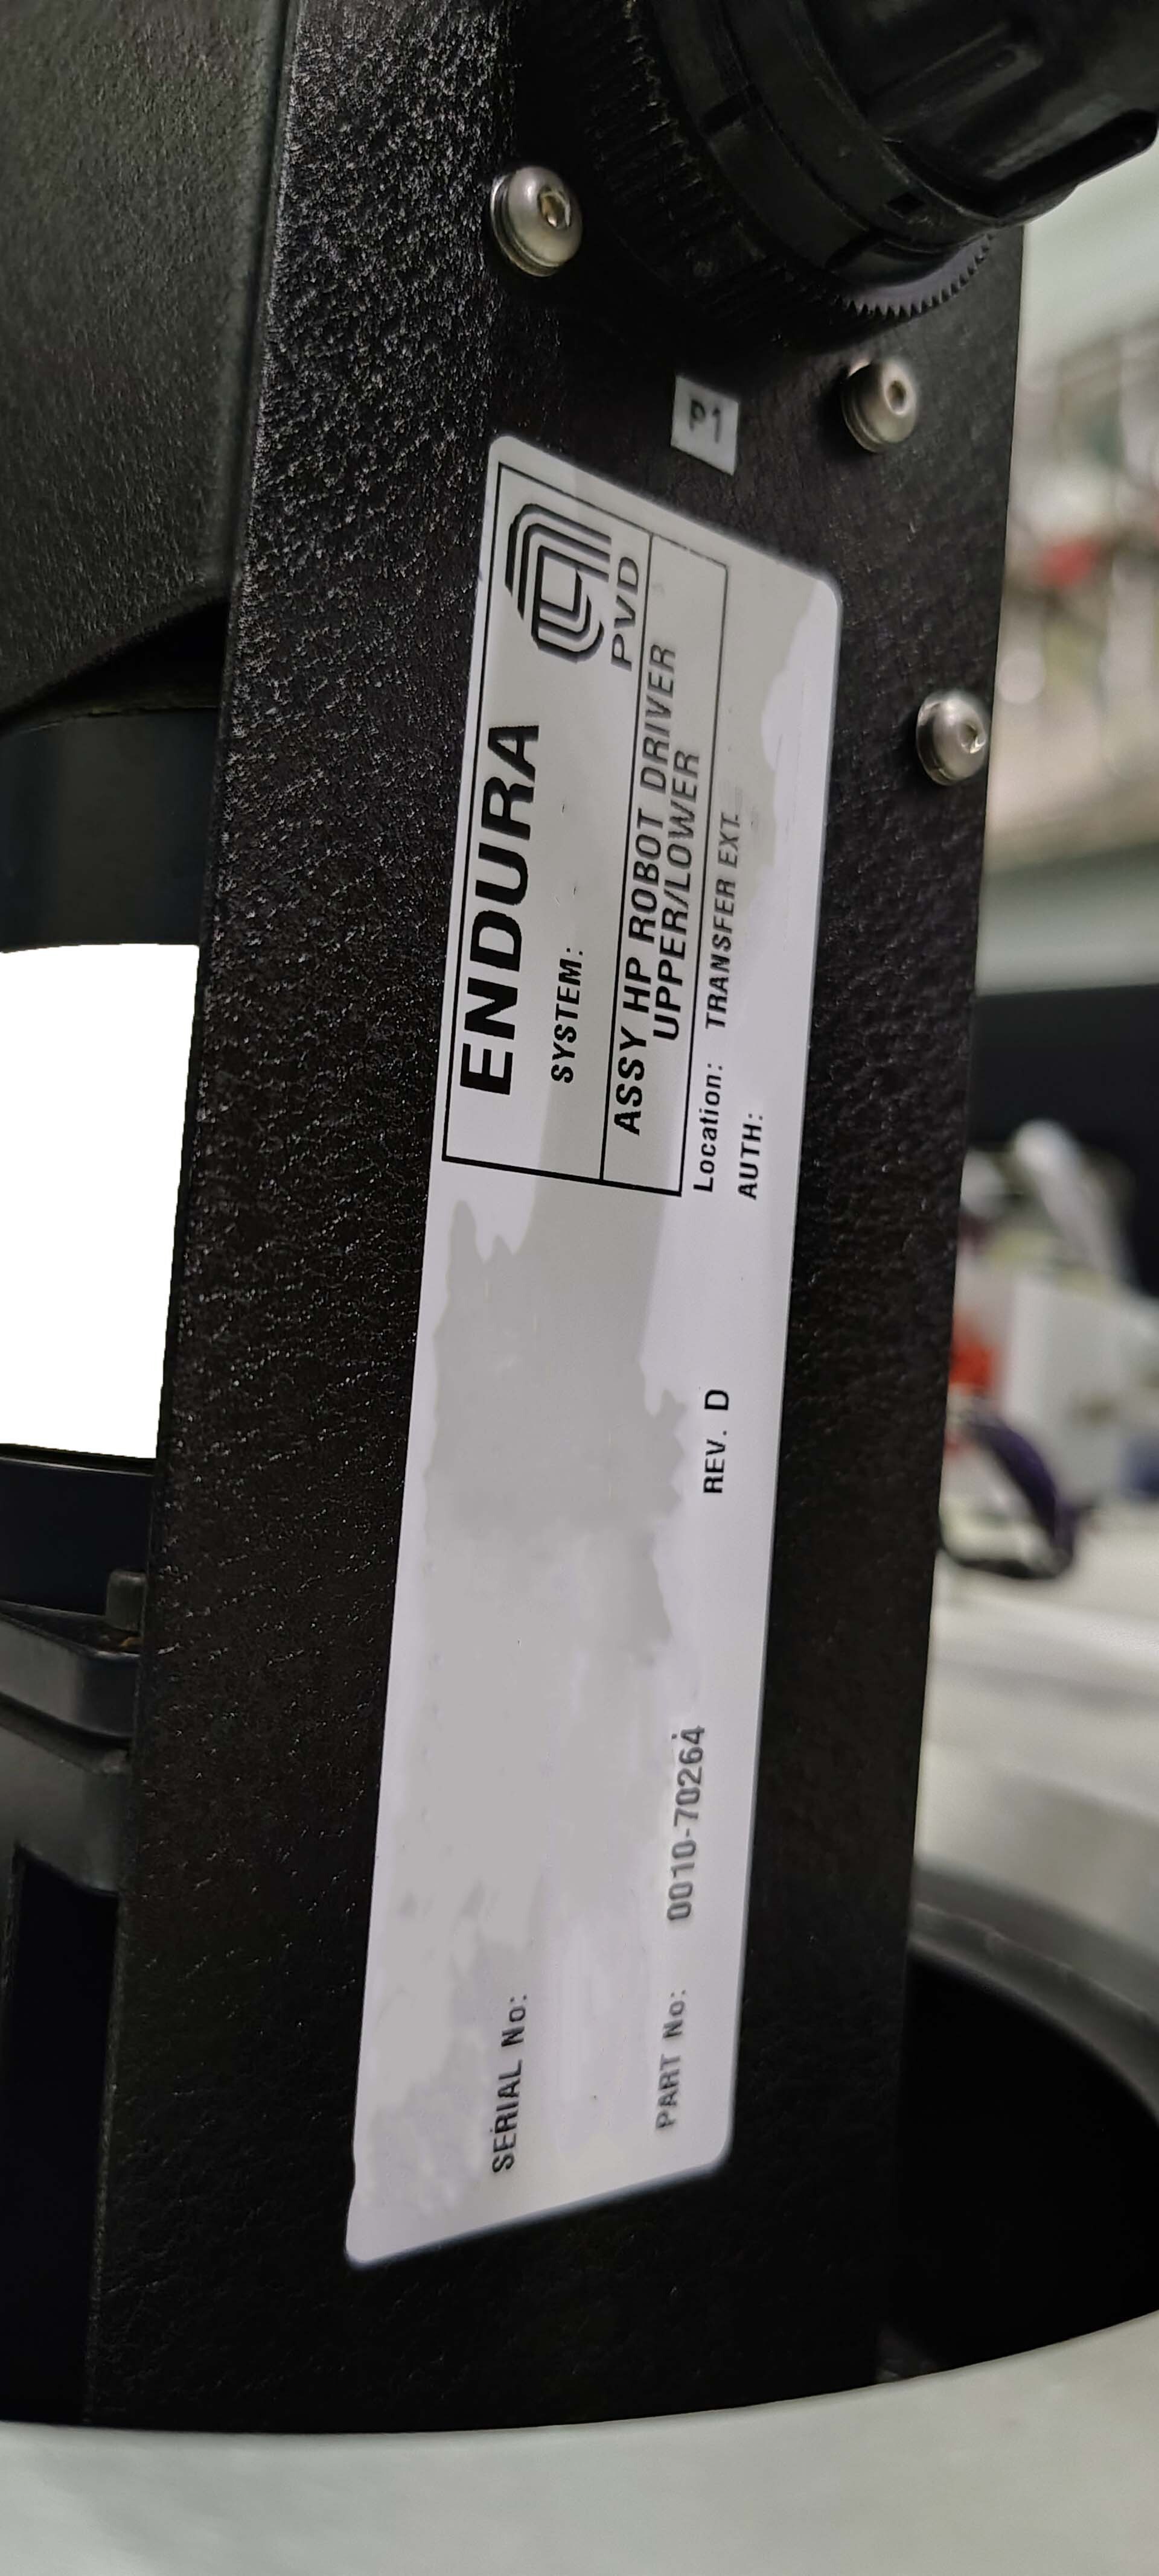 P1
SERIAL No:
PART No: 0010-70264 REV. D
ENDURA
PVD
SYSTEM:
ASSY HP ROBOT DRIVER
UPPER/LOWER
Location: TRANSFER EXT.
AUTH: